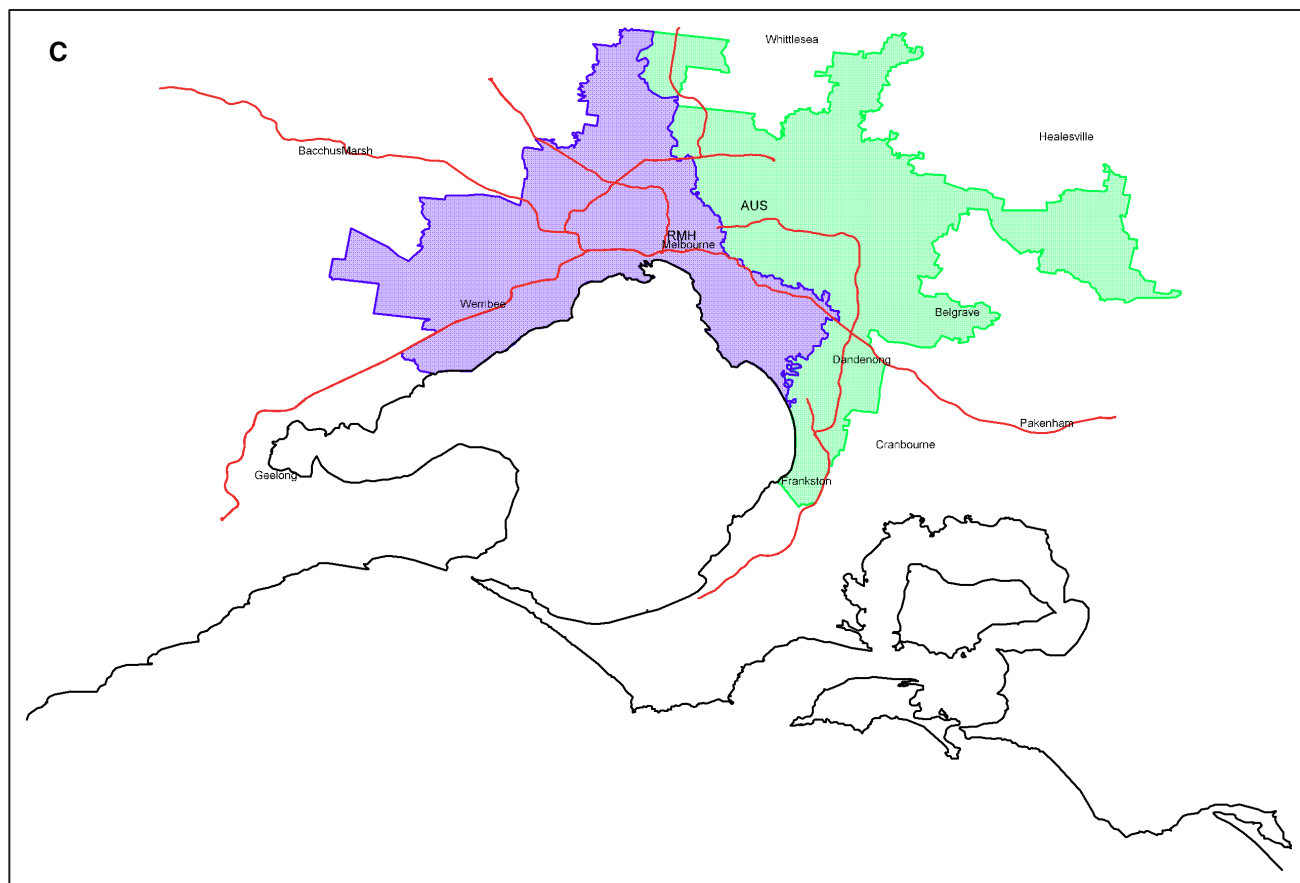 C
Whittlesea
Healesville
BacchusMarsh
AUS
RMH
Melbourne
Werribee
Belgrave
Dandenong
Pakenham
Cranbourne
Geelong
Frankston